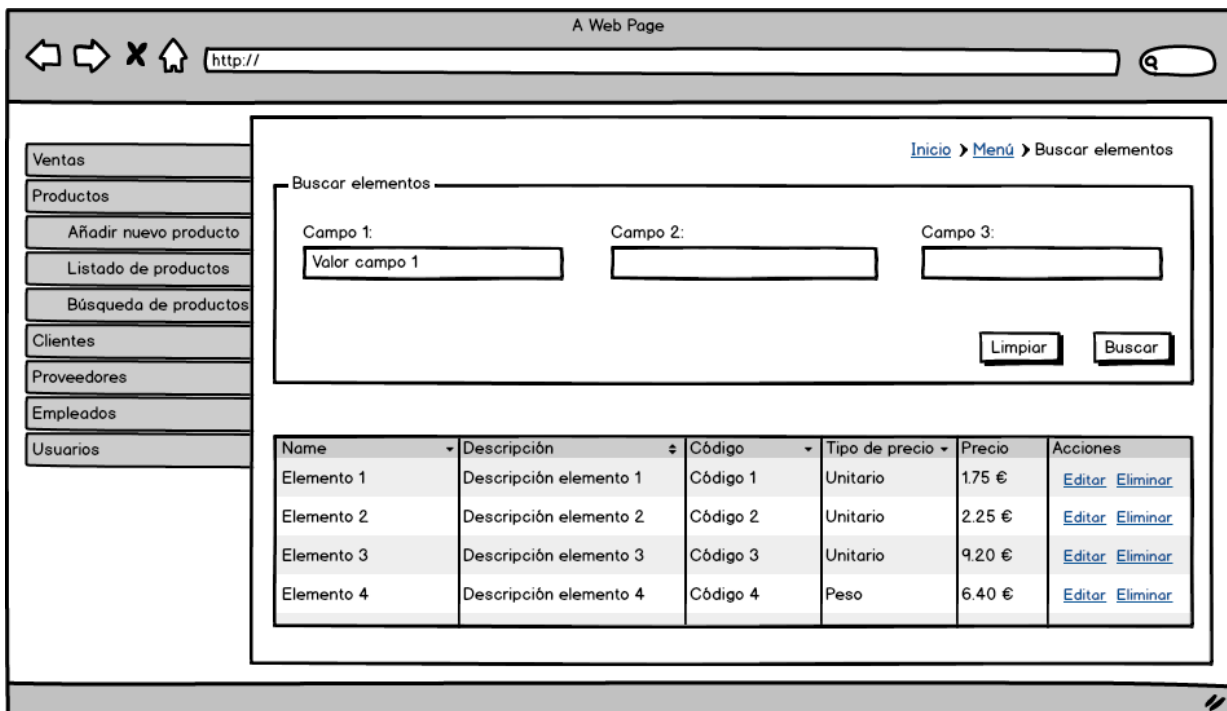 A Web Page
http://
Ventas
Productos
Añadir nuevo producto
Listado de productos
Búsqueda de productos
Clientes
Proveedores
Empleados
Usuarios
Inicio > Menú > Buscar elementos
Buscar elementos
Campo 1: Campo 2: Campo 3:
Valor campo 1
Limpiar Buscar
Name Descripción Código Tipo de precio Precio Acciones
Elemento 1 Descripción elemento 1 Código 1 Unitario 1.75 € Editar Eliminar
Elemento 2 Descripción elemento 2 Código 2 Unitario 2.25 € Editar Eliminar
Elemento 3 Descripción elemento 3 Código 3 Unitario 9.20 € Editar Eliminar
Elemento 4 Descripción elemento 4 Código 4 Peso 6.40 € Editar Eliminar